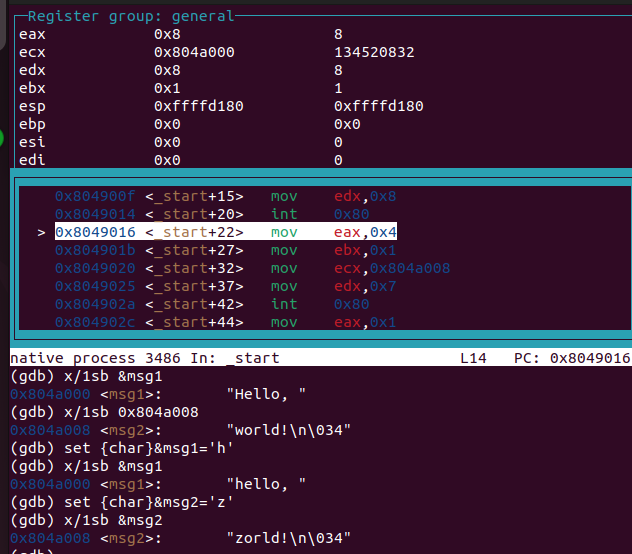 Register group: general
eax 0x8 8
ecx 0x804a000 134520832
edx 0x8 8
ebx 0x1 1
esp 0xffffd180 0xffffd180
ebp 0x0 0x0
esi 0x0 0
edi 0x0 0
0x804900f <_start+15> mov edx,0x8
0x8049014 <_start+20> int 0x80
> 0x8049016 <_start+22> mov eax,0x4
0x804901b <_start+27> mov ebx,0x1
0x8049020 <_start+32> mov ecx,0x804a008
0x8049025 <_start+37> mov edx,0x7
0x804902a <_start+42> int 0x80
0x804902c <_start+44> mov eax,0x1
native process 3486 In: _start L14 PC: 0x8049016
(gdb) x/1sb &msg1
0x804a000 <msg1>: "Hello, "
(gdb) x/1sb 0x804a008
0x804a008 <msg2>: "world!\n\034"
(gdb) set {char}&msg1='h'
(gdb) x/1sb &msg1
0x804a000 <msg1>: "hello, "
(gdb) set {char}&msg2='z'
(gdb) x/1sb &msg2
0x804a008 <msg2>: "zorld!\n\034"
(gdb)